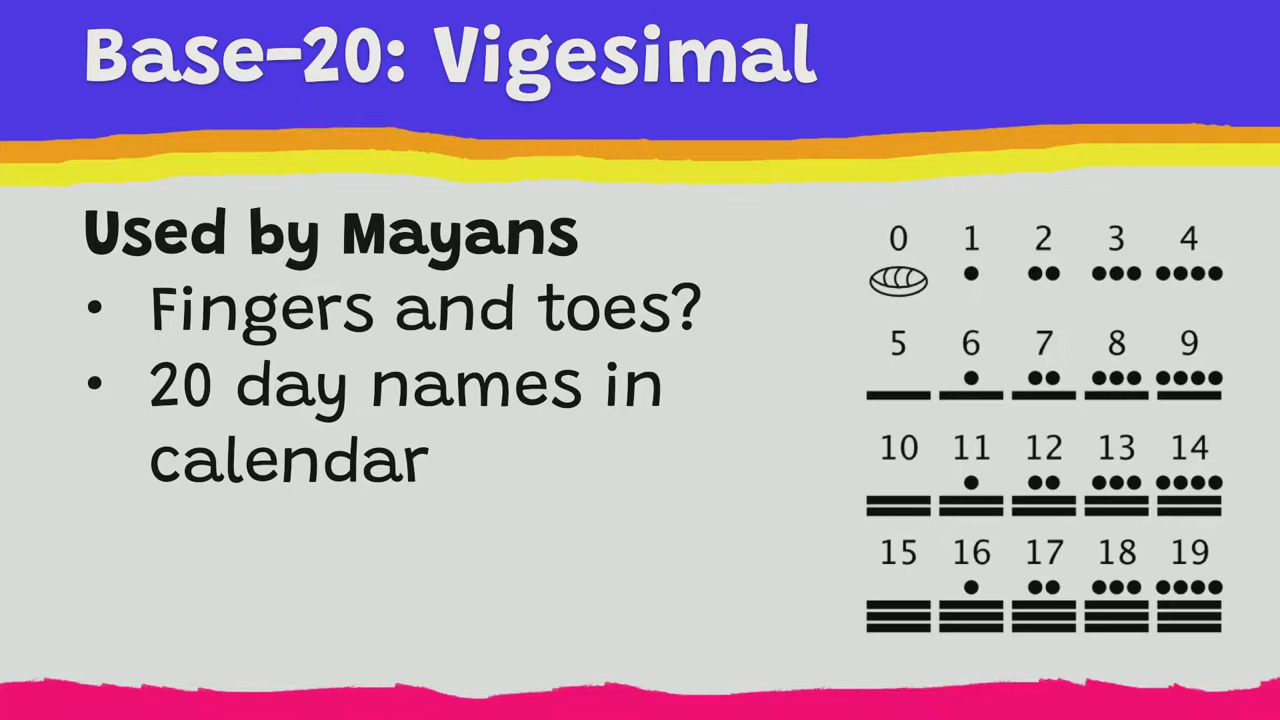 Base-20: Vigesimal
Used by Mayans
• Fingers and toes?
• 20 day names in
calendar
0 1 2 3 4
5 6 7 8 9
10 11 12 13 14
15 16 17 18 19